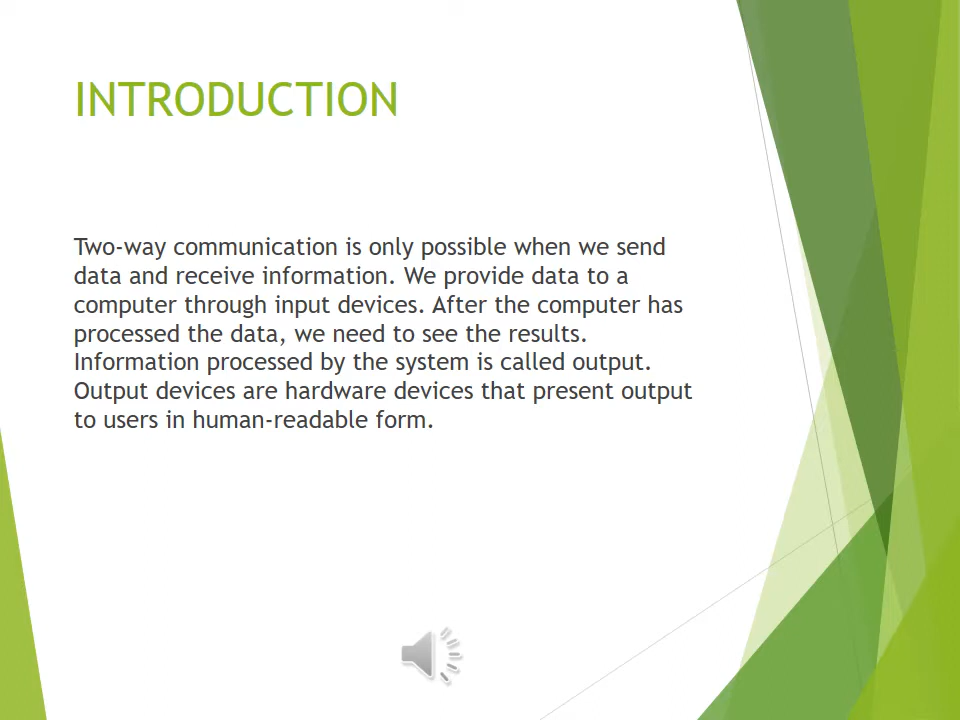 INTRODUCTION
Two-way communication is only possible when we send
data and receive information. We provide data to a
computer through input devices. After the computer has
processed the data, we need to see the results.
Information processed by the system is called output.
Output devices are hardware devices that present output
to users in human-readable form.